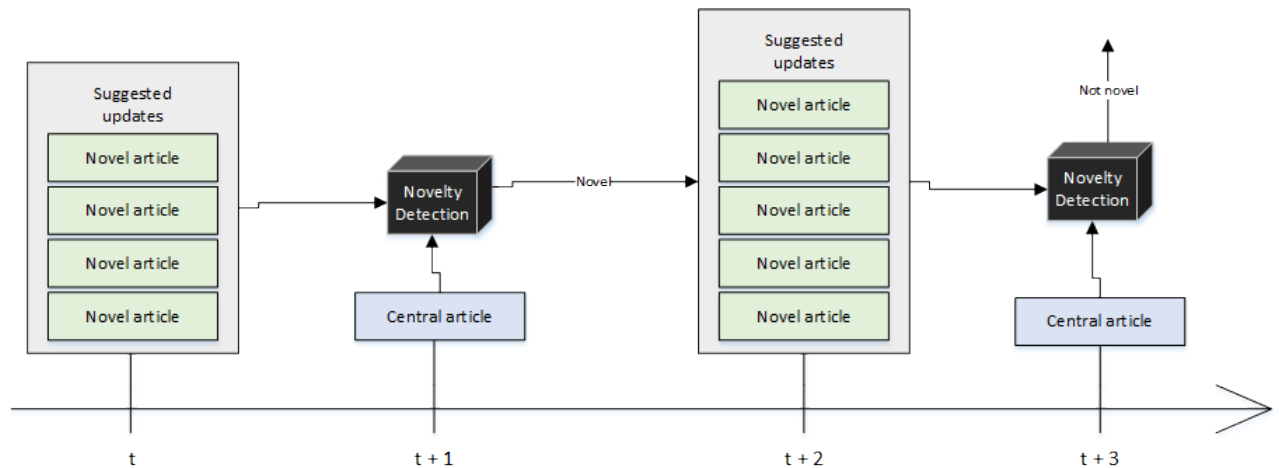 Suggested
updates
Novel article
Novel article
Novel article
Novel article
Novelty
Detection
Central article
Novel
Suggested
updates
Novel article
Novel article
Novel article
Novel article
Novel article
Not novel
Novelty
Detection
Central article
t
t + 1
t + 2
t + 3